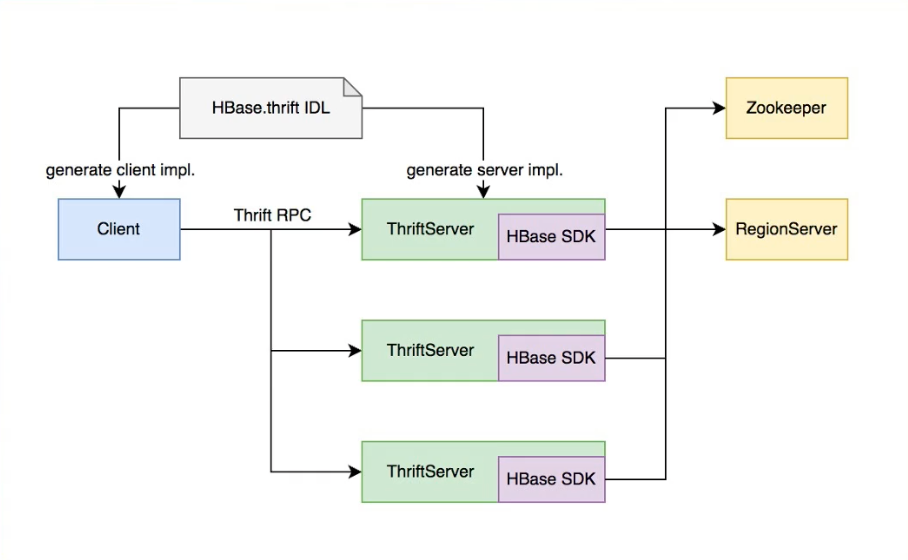 HBase.thrift IDL
Zookeeper
generate client impl.
generate server impl.
Client
Thrift RPC
ThriftServer
HBase SDK
RegionServer
ThriftServer
HBase SDK
ThriftServer
HBase SDK